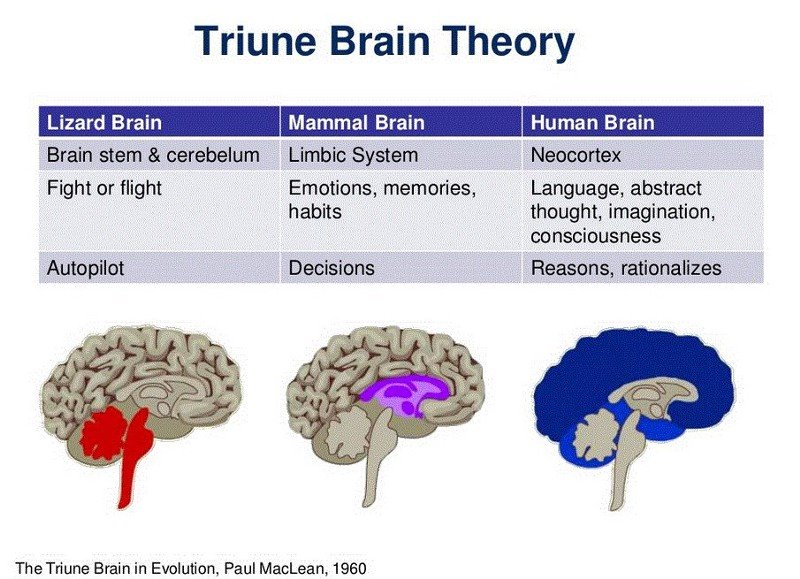 Triune Brain Theory
Lizard Brain Mammal Brain Human Brain
Brain stem & cerebelum Limbic System Neocortex
Fight or flight Emotions, memories, Language, abstract
habits thought, imagination,
consciousness
Autopilot Decisions Reasons, rationalizes
The Triune Brain in Evolution, Paul MacLean, 1960